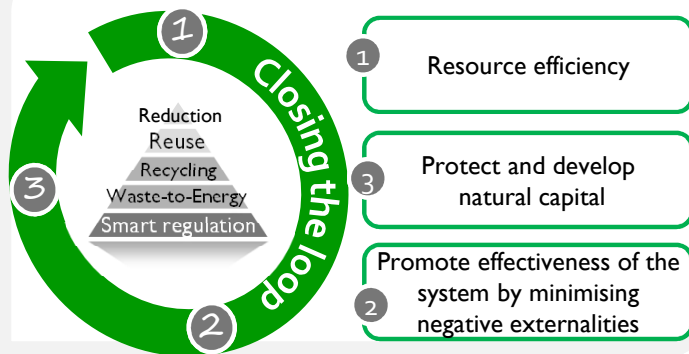 1
Closing the loop
Reduction
Reuse
Recycling
Waste-to-Energy
Smart regulation
3
2
1
Resource efficiency
3
Protect and develop
natural capital
2
Promote effectiveness of the
system by minimising
negative externalities